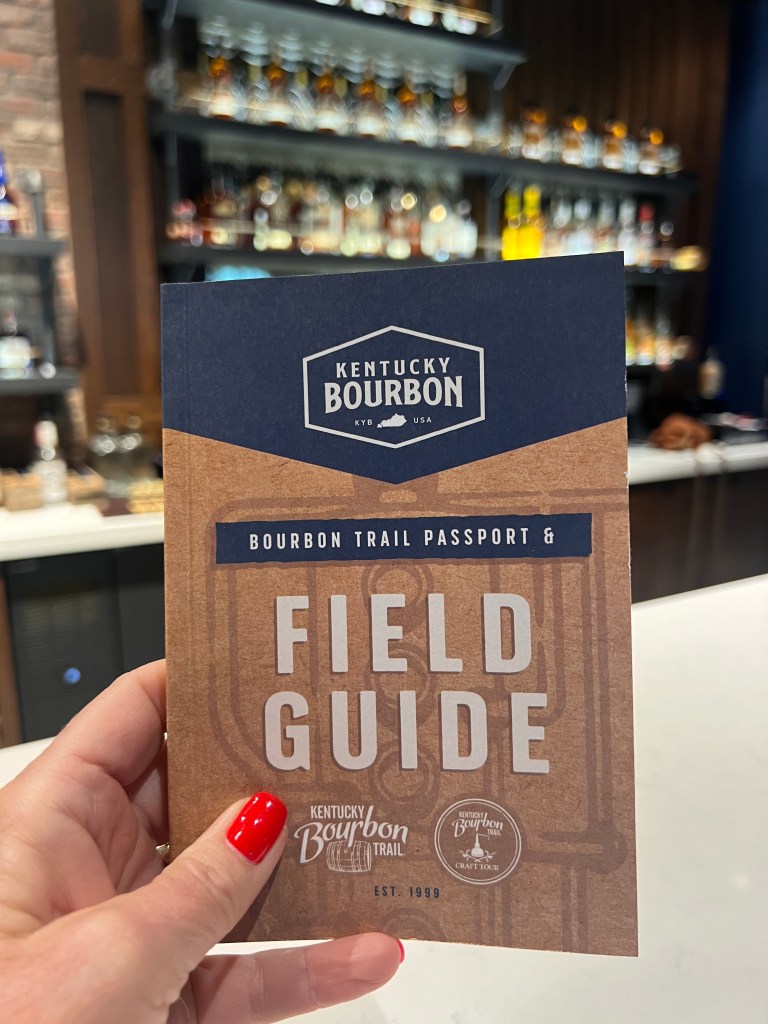 KENTUCKY
BOURBON
KYB USA
BOURBON TRAIL PASSPORT &
FIELD
GUIDE
KENTUCKY
Bourbon
TRAIL
KENTUCKY
Bourbon
TRAIL
CRAFT TOUR
EST. 1999